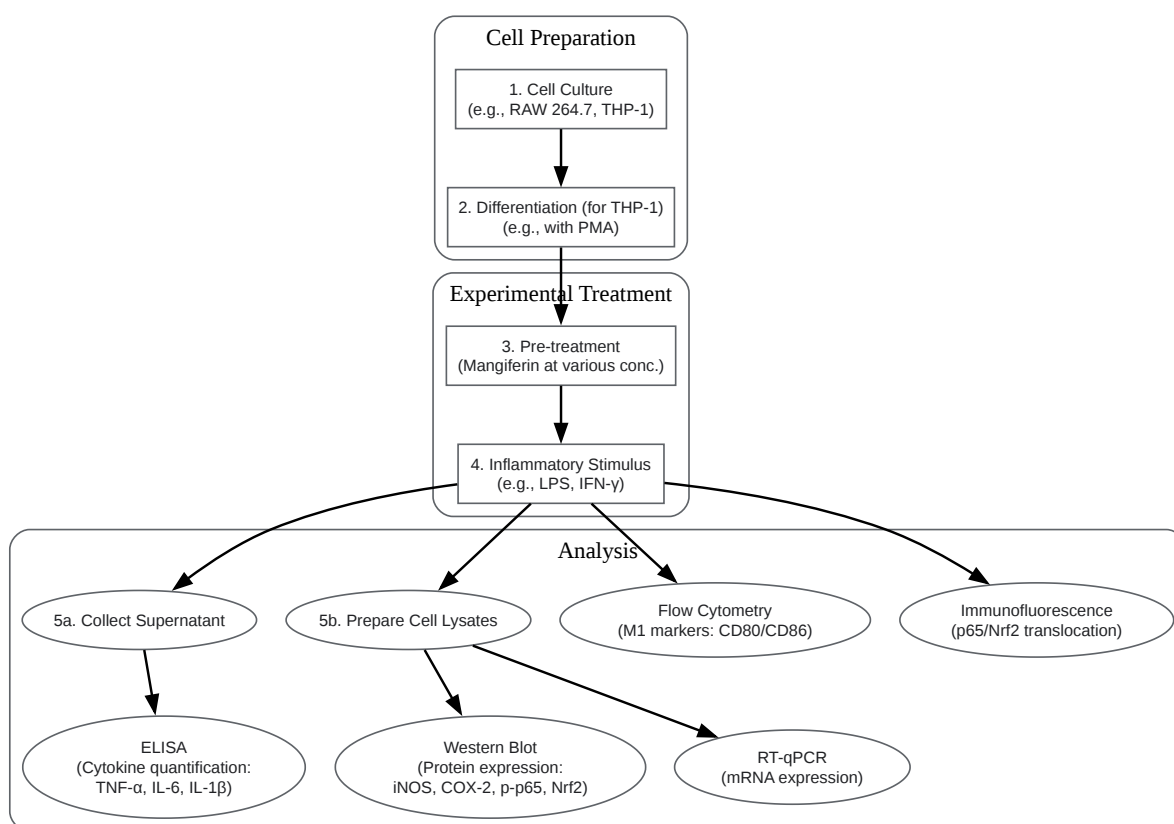 Cell Preparation
1. Cell Culture
(e.g., RAW 264.7, THP-1)
2. Differentiation (for THP-1)
(e.g., with PMA)
Experimental Treatment
3. Pre-treatment
(Mangiferin at various conc.)
4. Inflammatory Stimulus
(e.g., LPS, IFN-γ)
Analysis
5a. Collect Supernatant
5b. Prepare Cell Lysates
Flow Cytometry
(M1 markers: CD80/CD86)
Immunofluorescence
(p65/Nrf2 translocation)
ELISA
(Cytokine quantification:
TNF-α, IL-6, IL-1β)
Western Blot
(Protein expression:
iNOS, COX-2, p-p65, Nrf2)
RT-qPCR
(mRNA expression)